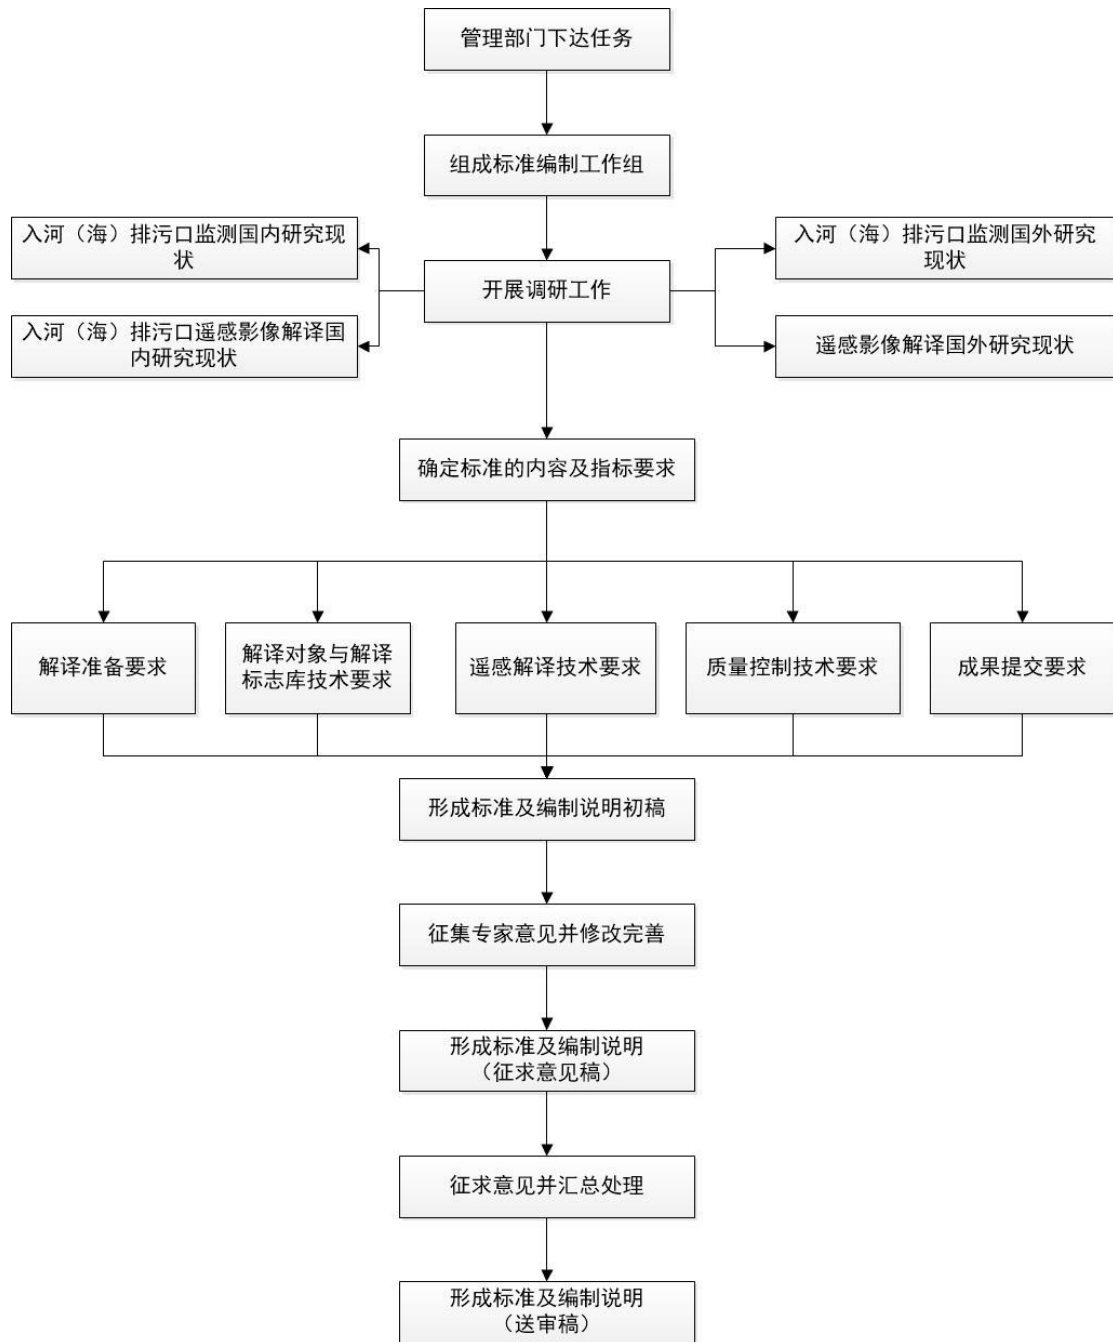 管理部门下达任务
组成标准编制工作组
入河（海）排污口监测国内研究现
状
入河（海）排污口监测国外研究
现状
开展调研工作
入河（海）排污口遥感影像解译国
内研究现状
遥感影像解译国外研究现状
确定标准的内容及指标要求
解译准备要求
解译对象与解译
标志库技术要求
遥感解译技术要求
质量控制技术要求
成果提交要求
形成标准及编制说明初稿
征集专家意见并修改完善
形成标准及编制说明
（征求意见稿）
征求意见并汇总处理
形成标准及编制说明
（送审稿）